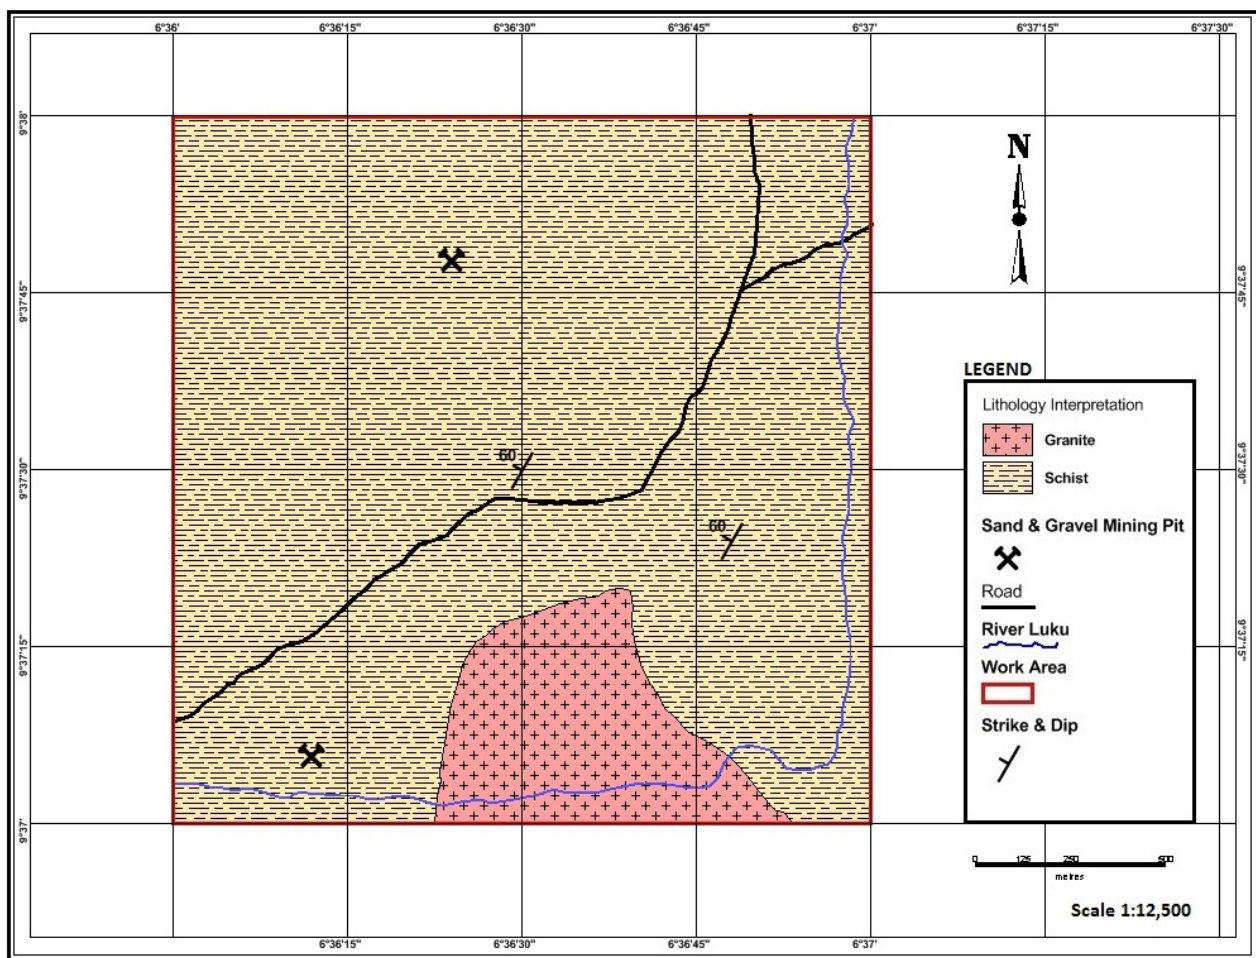 6°36' 6°36'15" 6°36'30" 6°36'45" 6°37' 6°37'15" 6°37'30"
9°38'
N
9°37'45" 9°37'45"
LEGEND
Lithology Interpretation
Granite
60
9°37'30" 9°37'30"
Schist
60
Sand & Gravel Mining Pit
Road
River Luku
9°37'15" 9°37'15"
Work Area
Strike & Dip
9°37'
0 125 250 500
metres
Scale 1:12,500
6°36'15" 6°36'30" 6°36'45" 6°37' 6°37'15"